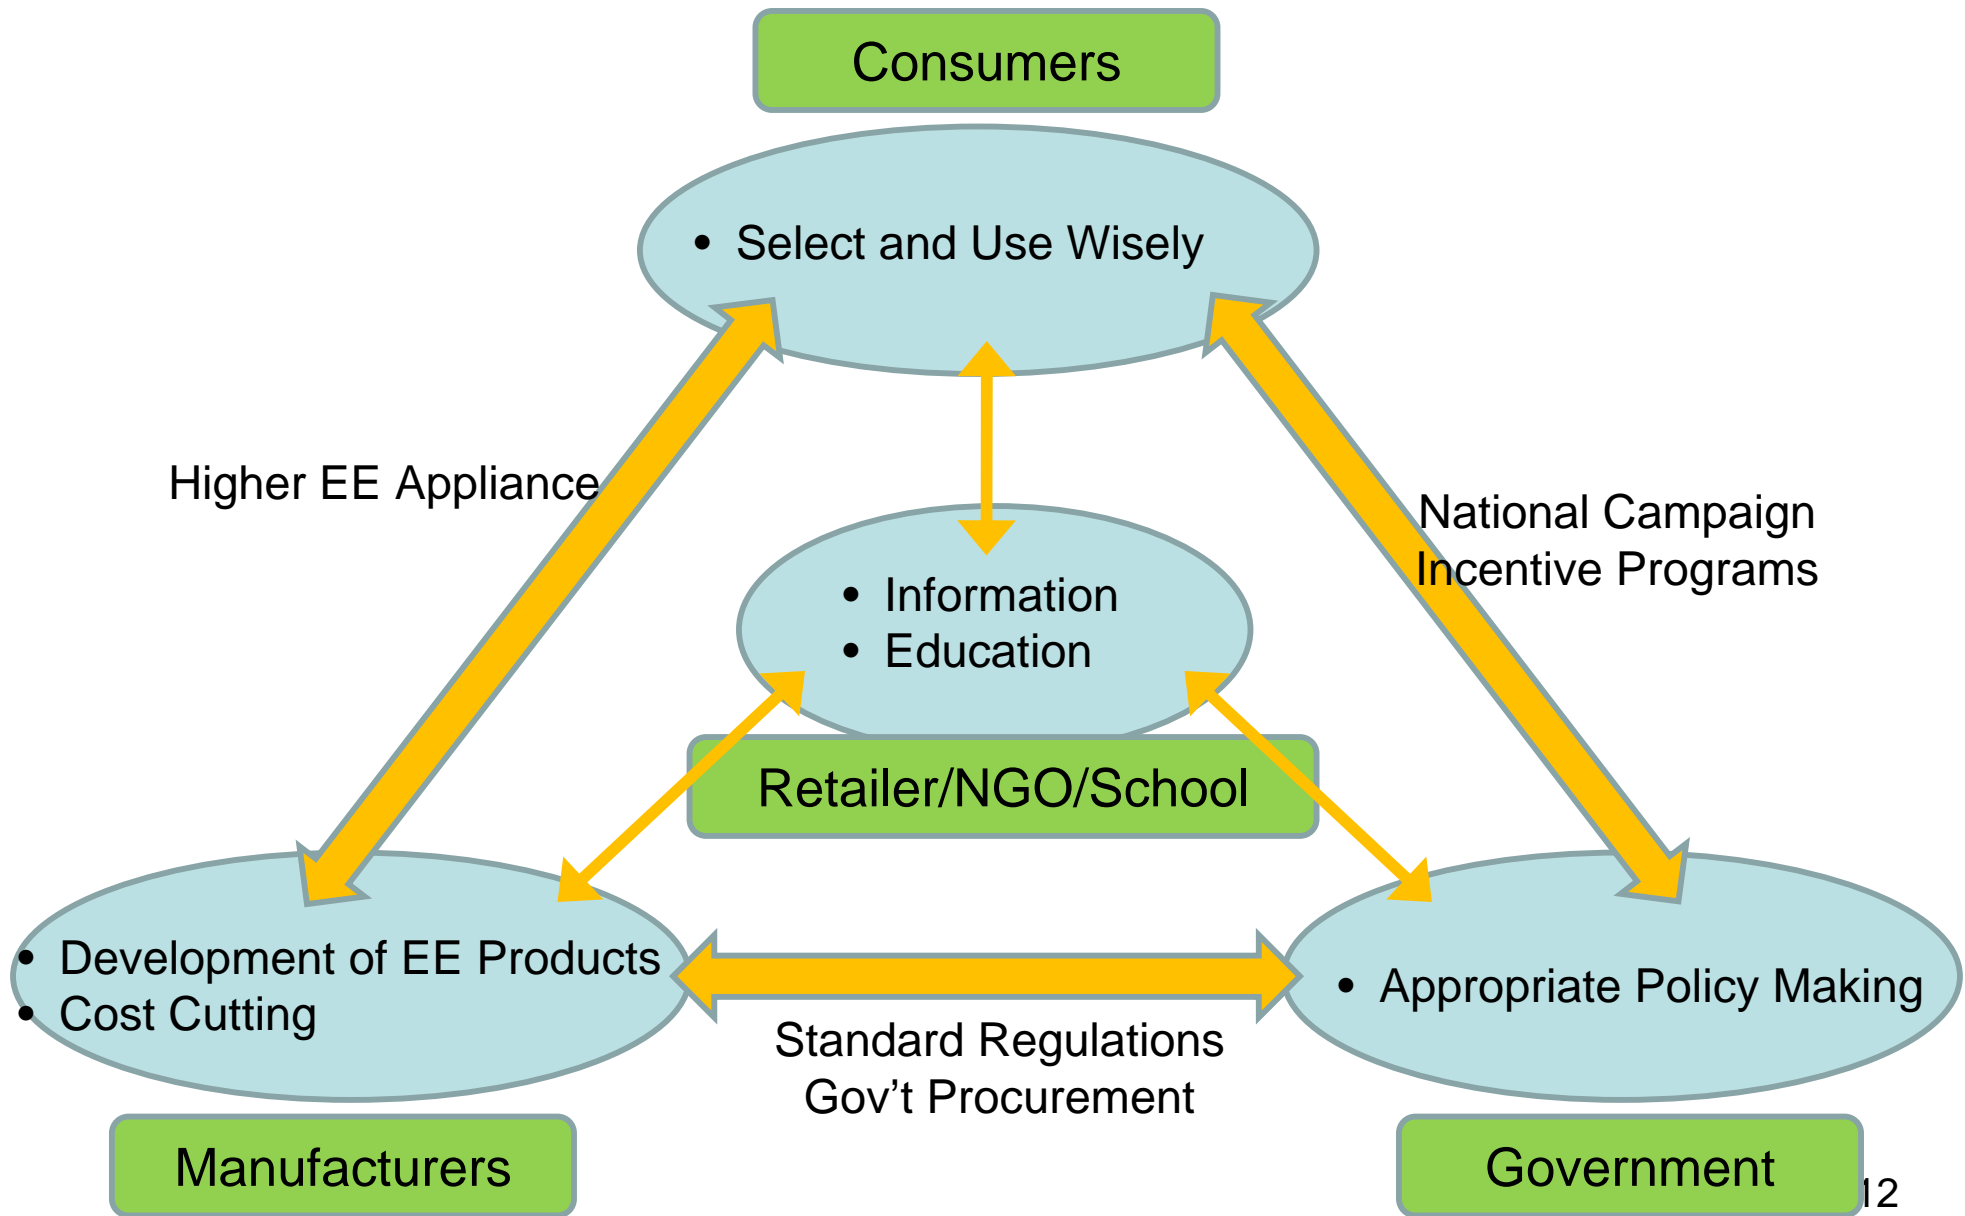 Consumers
• Select and Use Wisely
Higher EE Appliance
National Campaign
Incentive Programs
• Information
• Education
Retailer/NGO/School
• Development of EE Products
• Cost Cutting
• Appropriate Policy Making
Standard Regulations
Gov’t Procurement
Manufacturers
Government
12